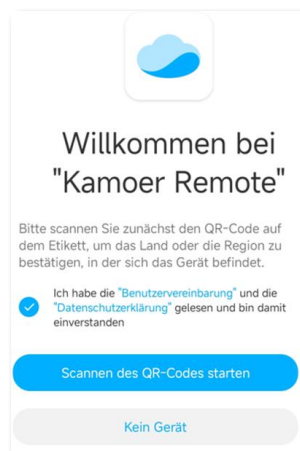 Willkommen bei
"Kamoer Remote"
Bitte scannen Sie zunächst den QR-Code auf
dem Etikett, um das Land oder die Region zu
bestätigen, in der sich das Gerät befindet.
Ich habe die "Benutzervereinbarung" und die
"Datenschutzerklärung" gelesen und bin damit
einverstanden
Scannen des QR-Codes starten
Kein Gerät